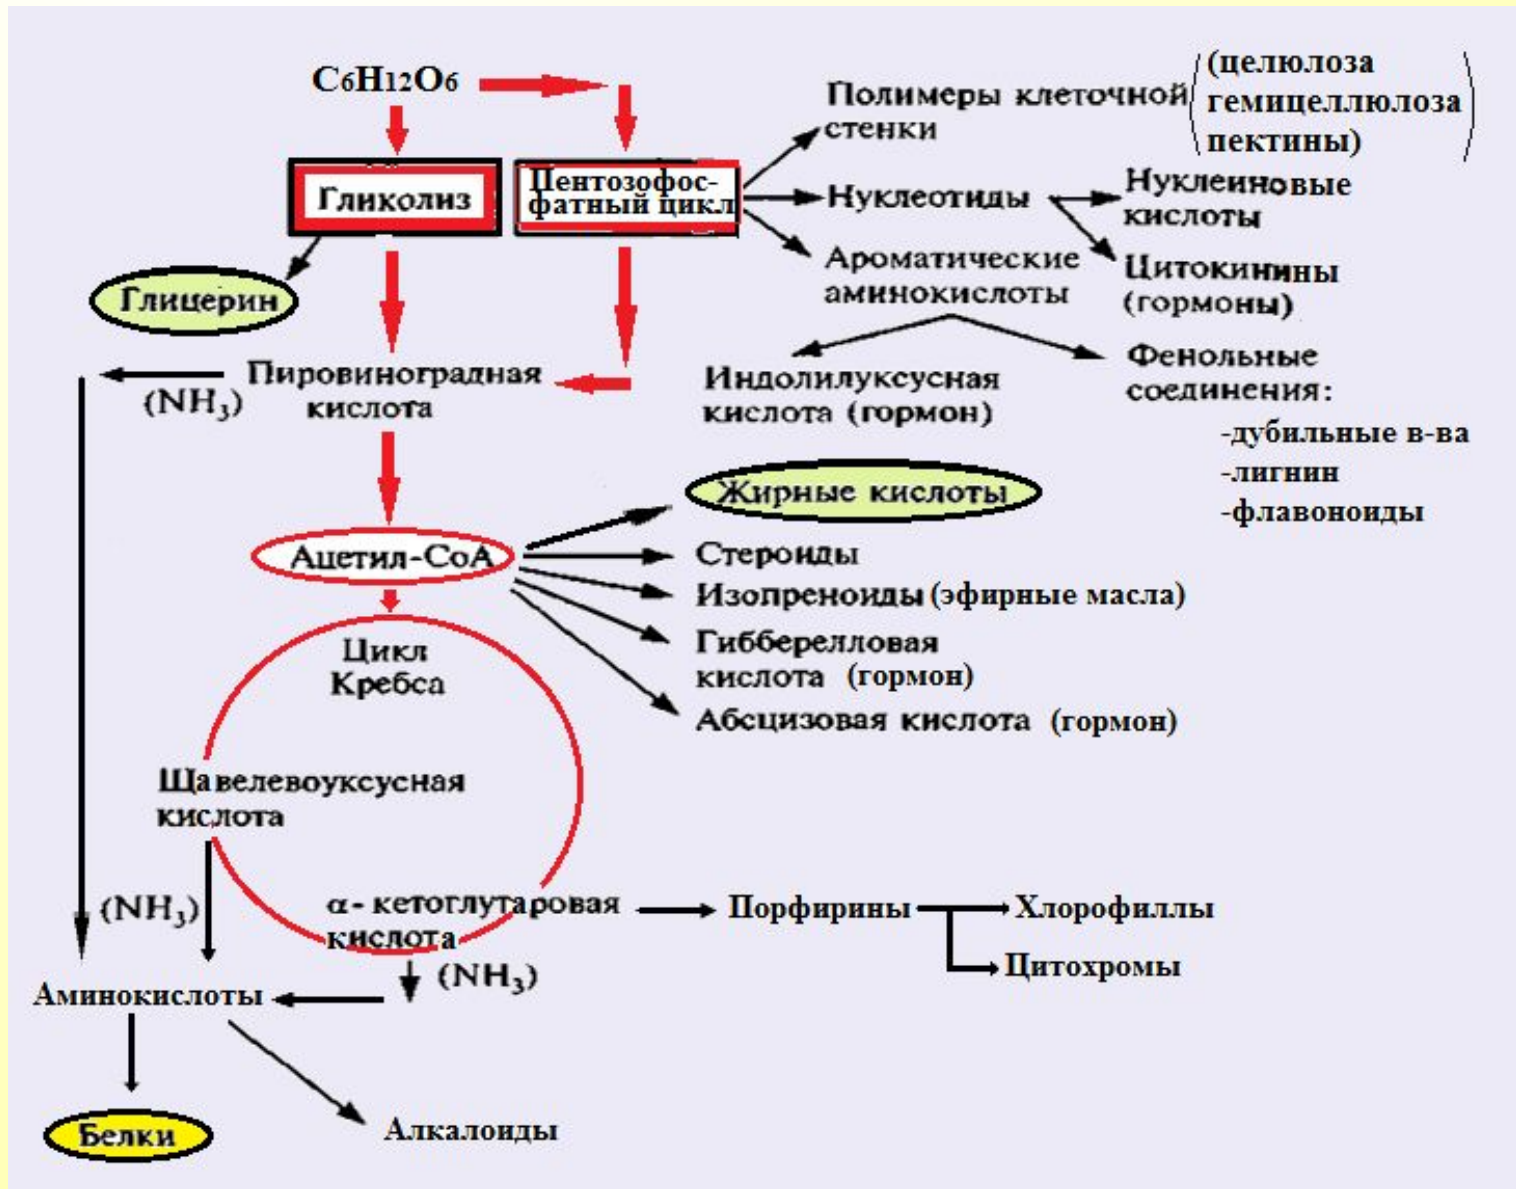 C6H12O6
Гликолиз
Пентозофос-
фатный цикл
Полимеры клеточной
стенки
(целюлоза
гемицеллюлоза
пектины)
Нуклеотиды
Нуклеиновые
кислоты
Цитокинины
(гормоны)
Ароматические
аминокислоты
Глицерин
Пировиноградная
кислота
(NH3)
Индолилуксусная
кислота (гормон)
Фенольные
соединения:
-дубильные в-ва
-лигнин
-флавоноиды
Жирные кислоты
Ацетил-СоА
Стероиды
Изопреноиды (эфирные масла)
Гибберелловая
кислота (гормон)
Абсцизовая кислота (гормон)
Цикл
Кребса
Щавелевоуксусная
кислота
(NH3)
α- кетоглутаровая
кислота
(NH3)
Порфирины
Хлорофиллы
Цитохромы
Аминокислоты
Белки
Алкалоиды